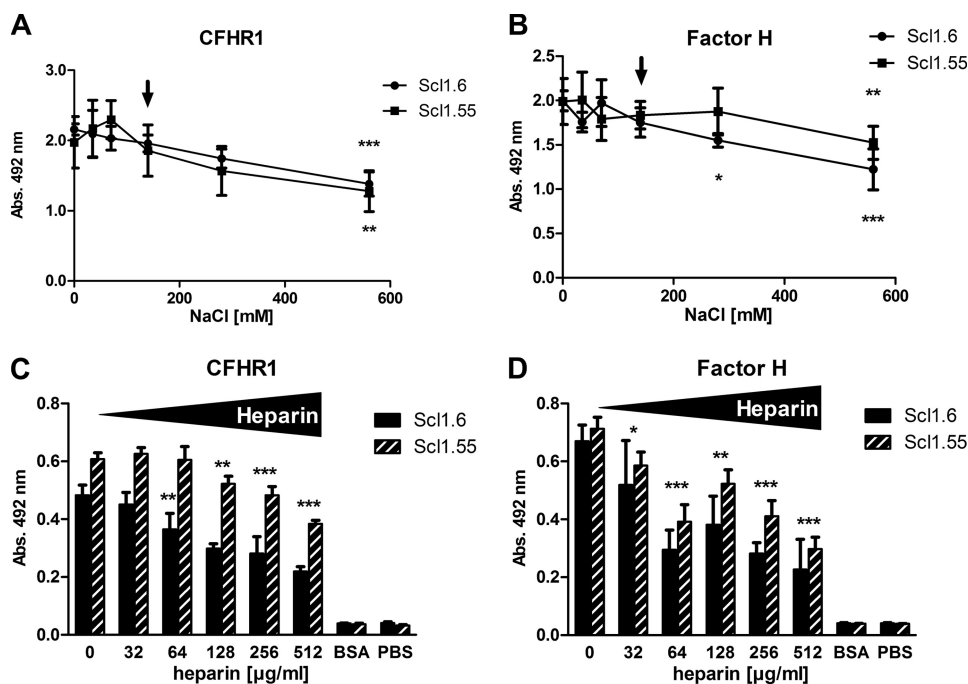 A
CFHR1
Scl1.6
Scl1.55
3.0
2.0
1.0
0.0
Abs. 492 nm
***
**
0
200
400
600
NaCl [mM]
B
Factor H
Scl1.6
Scl1.55
2.5
2.0
1.5
1.0
0.5
0.0
Abs. 492 nm
**
*
***
0
200
400
600
NaCl [mM]
C
CFHR1
Heparin
Scl1.6
Scl1.55
0.8
0.6
0.4
0.2
0.0
Abs. 492 nm
**
**
***
***
0 32 64 128 256 512 BSA PBS
heparin [µg/ml]
D
Factor H
Heparin
Scl1.6
Scl1.55
0.8
0.6
0.4
0.2
0.0
Abs. 492 nm
*
***
**
***
***
0 32 64 128 256 512 BSA PBS
heparin [µg/ml]